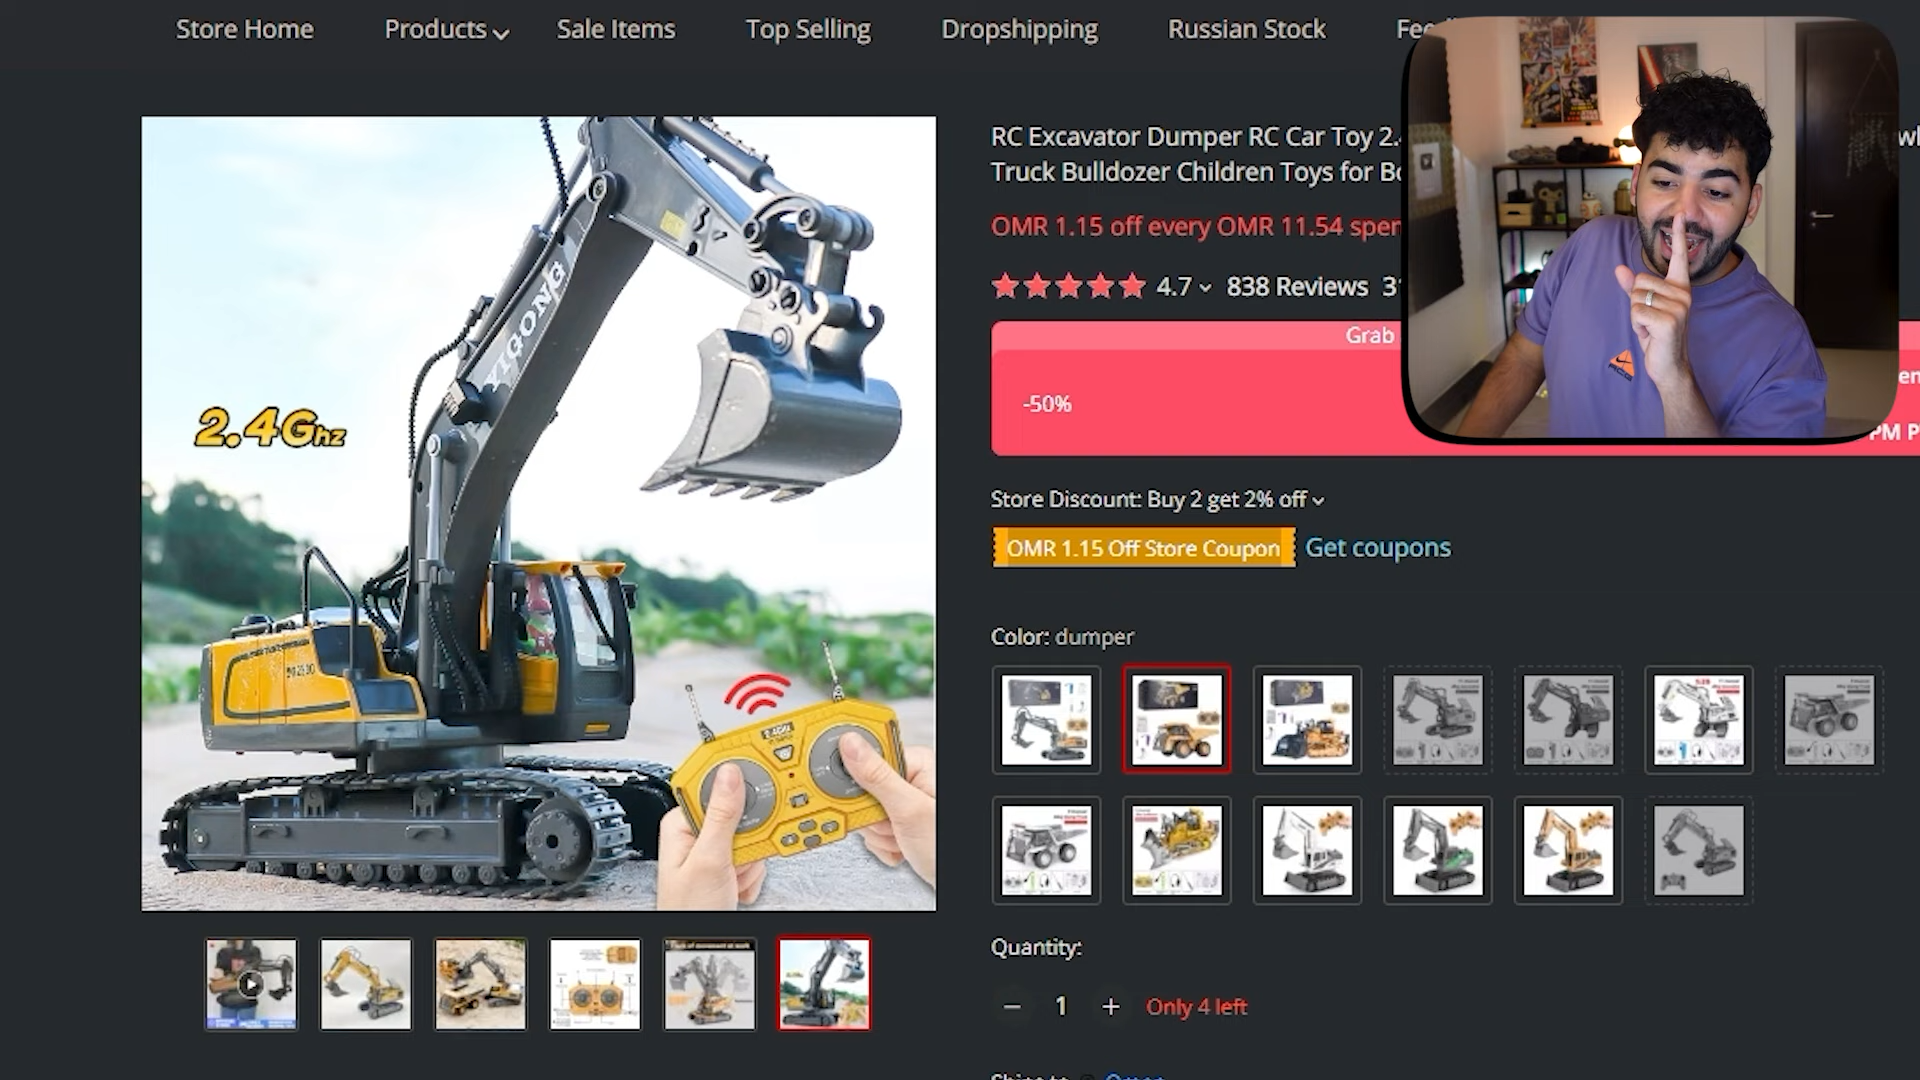 Store Home
Products
Sale Items
Top Selling
Dropshipping
Russian Stock
RC Excavator Dumper RC Car Toy
Truck Bulldozer Children Toys for
OMR 1.15 off every OMR 11.54
4.7
838 Reviews
Grab
-50%
PM
Store Discount: Buy 2 get 2% off
OMR 1.15 Off Store Coupon
Get coupons
Color: dumper
Quantity:
1
Only 4 left
YIGONG
2.4Ghz